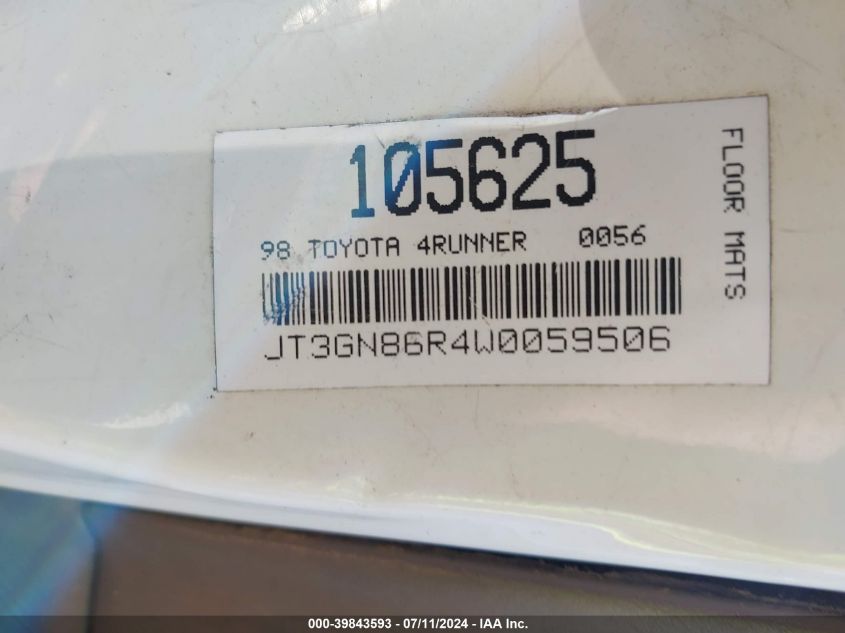 105625
98 TOYOTA 4RUNNER 0056
JT3GN86R4W0059506
FLOOR MATS
000-39843593 - 07/11/2024 - IAA Inc.